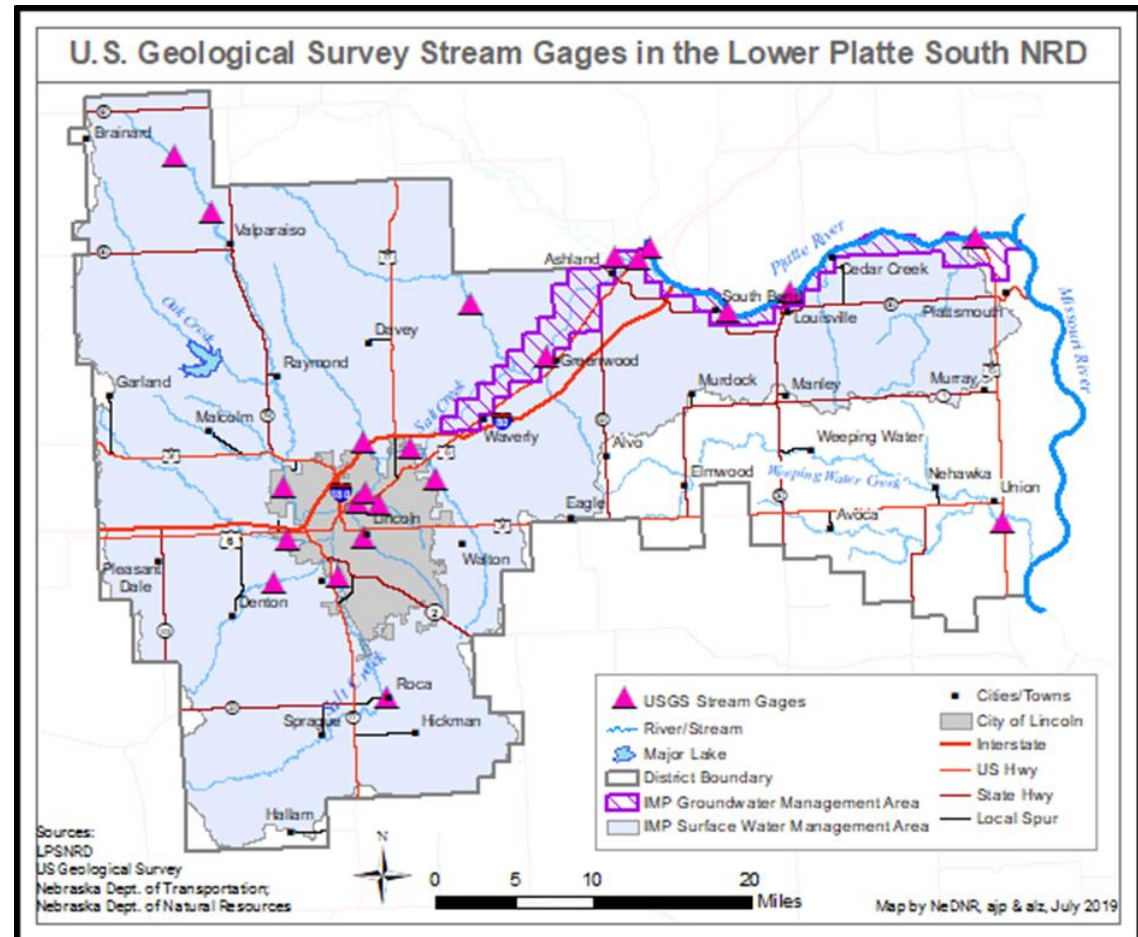 U.S. Geological Survey Stream Gages in the Lower Platte South NRD
Brainard
Valparaiso
Ashland
Platte River
Cedar Creek
South Bend
Louisville
Plattsmouth
Missouri River
Oak Creek
Davey
Raymond
Greenwood
Garland
Malcolm
Salt Creek
Waverly
Murdock
Manley
Murray
Alvo
Weeping Water
Elmwood
Weeping Water Creek
Nehawka
Union
Eagle
Avoca
Lincoln
6
Walton
Pleasant
Dale
Denton
2
Salt Creek
Roca
Sprague
Hickman
Hallam
USGS Stream Gages
River/Stream
Major Lake
District Boundary
IMP Groundwater Management Area
IMP Surface Water Management Area
Cities/Towns
City of Lincoln
Interstate
US Hwy
State Hwy
Local Spur
Sources:
LPSNRD
US Geological Survey
Nebraska Dept. of Transportation;
Nebraska Dept. of Natural Resources
N
0 5 10 20
Miles
Map by NeDNR, ajp & alz, July 2019